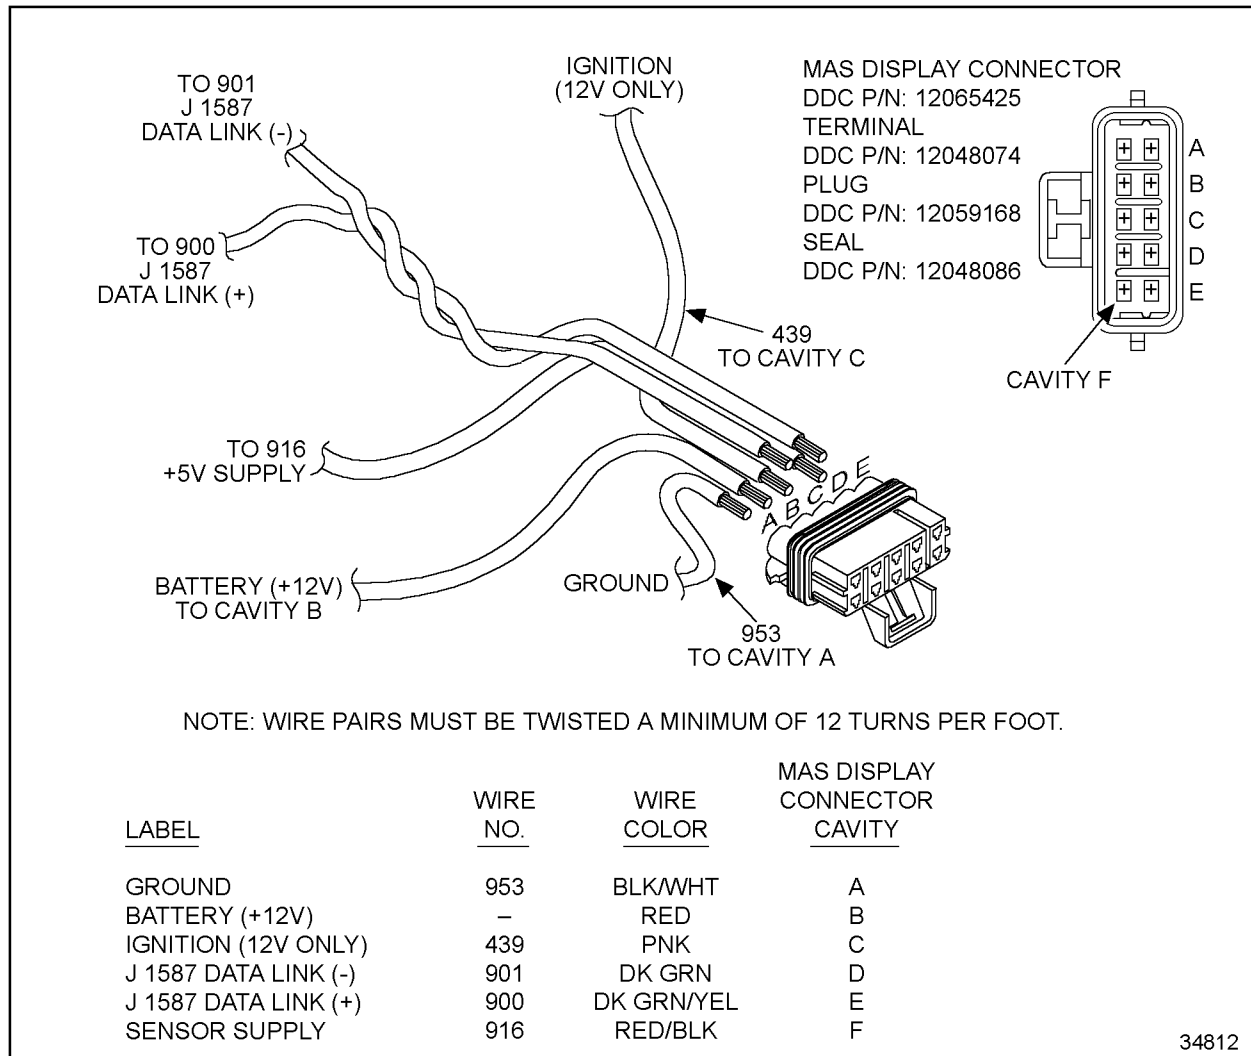 TO 901
J 1587
DATA LINK (-)
IGNITION
(12V ONLY)
MAS DISPLAY CONNECTOR
DDC P/N: 12065425
TERMINAL
DDC P/N: 12048074
PLUG
DDC P/N: 12059168
SEAL
DDC P/N: 12048086
A
B
C
D
E
CAVITY F
TO 900
J 1587
DATA LINK (+)
439
TO CAVITY C
TO 916
+5V SUPPLY
A B C D E
BATTERY (+12V)
TO CAVITY B
GROUND
953
TO CAVITY A
NOTE: WIRE PAIRS MUST BE TWISTED A MINIMUM OF 12 TURNS PER FOOT.
LABEL WIRE NO. WIRE COLOR MAS DISPLAY CONNECTOR CAVITY
GROUND 953 BLK/WHT A
BATTERY (+12V) – RED B
IGNITION (12V ONLY) 439 PNK C
J 1587 DATA LINK (-) 901 DK GRN D
J 1587 DATA LINK (+) 900 DK GRN/YEL E
SENSOR SUPPLY 916 RED/BLK F
34812